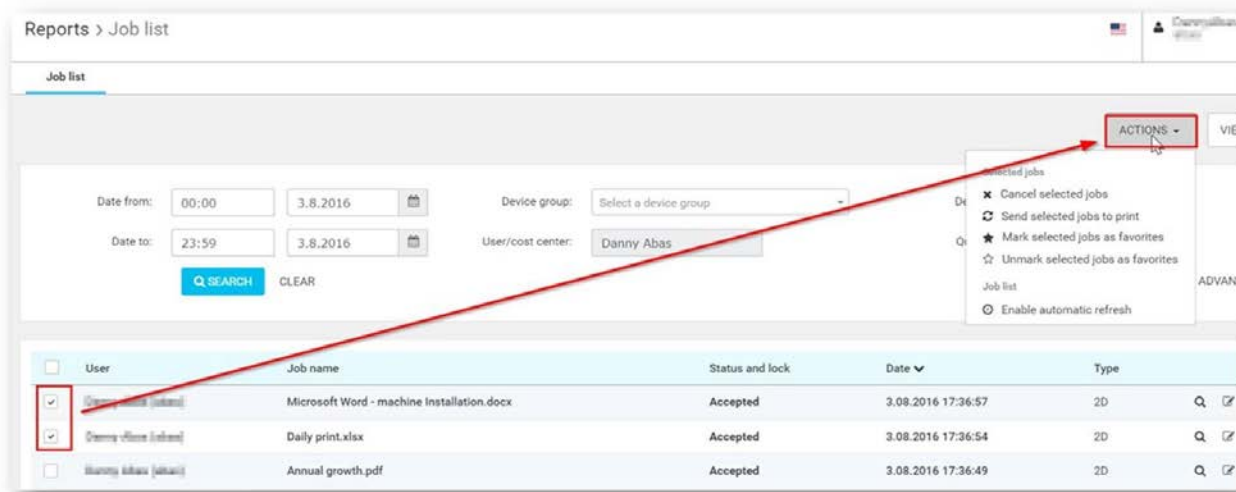 Reports > Job list
Job list
ACTIONS
VIE
Selected jobs
Cancel selected jobs
Send selected jobs to print
Mark selected jobs as favorites
Unmark selected jobs as favorites
Job list
Enable automatic refresh
Date from: 00:00 3.8.2016 Device group: Select a device group De
Date to: 23:59 3.8.2016 User/cost center: Danny Abas
SEARCH CLEAR ADVAN
User Job name Status and lock Date Type
Microsoft Word - machine Installation.docx Accepted 3.08.2016 17:36:57 2D
Daily print.xlsx Accepted 3.08.2016 17:36:54 2D
Annual growth.pdf Accepted 3.08.2016 17:36:49 2D